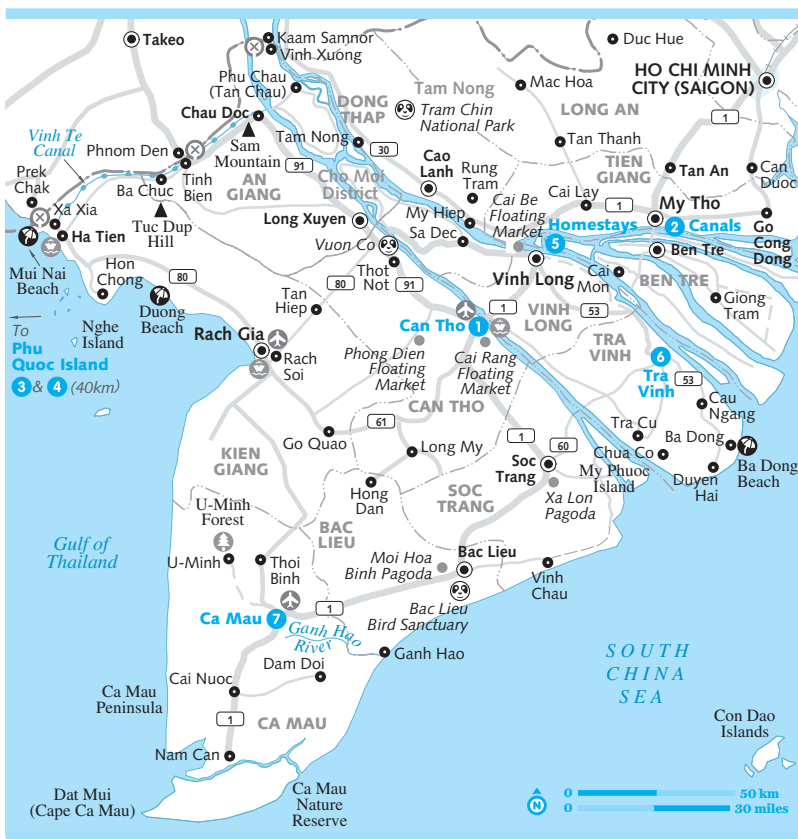 Takeo
Kaam Samnor
Vinh Xuong
Duc Hue
HO CHI MINH
CITY (SAIGON)
Phu Chau
(Tan Chau)
Tam Nong
Mac Hoa
DONG
THAP
Tram Chin
National Park
LONG AN
1
Chau Doc
Vinh Te
Canal
Phnom Den
Sam
Mountain
Tam Nong
30
Tan Thanh
TIEN
GIANG
Tan An
Can
Duoc
91
Prek
Chak
Ba Chuc
Tinh
Bien
AN
GIANG
Cho Moi
District
Cao
Lanh
Rung
Tram
Cai Be
Floating
Market
Cai Lay
1
My Tho
Xa Xia
Ha Tien
Tuc Dup
Hill
Long Xuyen
My Hiep
Sa Dec
Homestays
5
2
Canals
Go
Cong
Dong
Vuon Co
Ben Tre
Mui Nai
Beach
Hon
Chong
80
Thot
Not
80
91
Vinh Long
Cai
Mon
BEN TRE
Giong
Tram
Duong
Beach
Tan
Hiep
1
VINH
LONG
53
To
Phu
Quoc Island
3 & 4 (40km)
Nghe
Island
Rach Gia
Can Tho 1
TRA
VINH
Rach
Soi
Phong Dien
Floating
Market
Cai Rang
Floating
Market
6
Tra
Vinh
53
CAN THO
Cau
Ngang
61
Go Quao
Long My
1
60
Tra Cu
Ba Dong
KIEN
GIANG
Soc
Trang
Chua Co
My Phuoc
Island
Duyen
Hai
Ba Dong
Beach
Hong
Dan
SOC
TRANG
Xa Lon
Pagoda
U-Minh
Forest
BAC
LIEU
Gulf of
Thailand
U-Minh
Thoi
Binh
Moi Hoa
Binh Pagoda
Bac Lieu
Vinh
Chau
1
Bac Lieu
Bird Sanctuary
Ca Mau 7
Ganh Hao
River
Ganh Hao
SOUTH
CHINA
SEA
Dam Doi
Cai Nuoc
Ca Mau
Peninsula
1
CA MAU
Con Dao
Islands
Nam Can
Dat Mui
(Cape Ca Mau)
Ca Mau
Nature
Reserve
N
0 50 km
0 30 miles